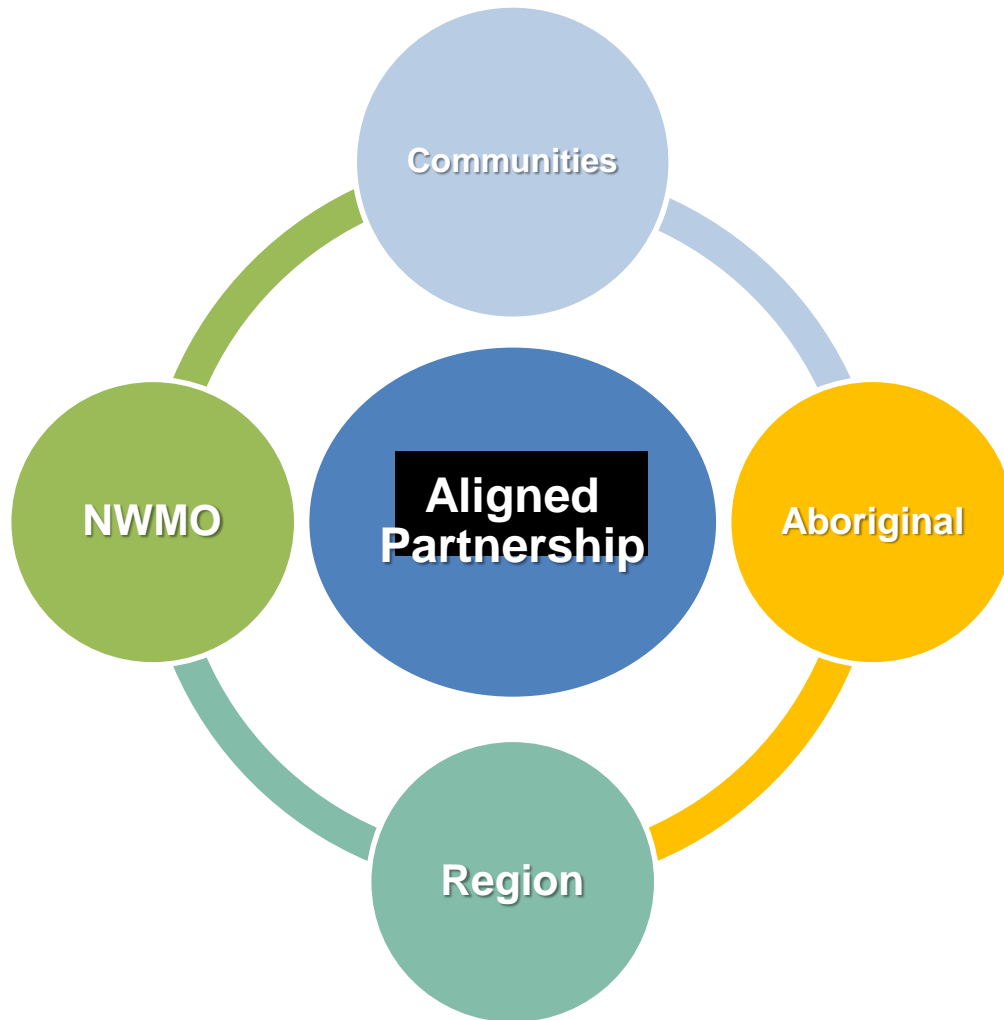 Communities
NWMO
Aligned
Partnership
Aboriginal
Region